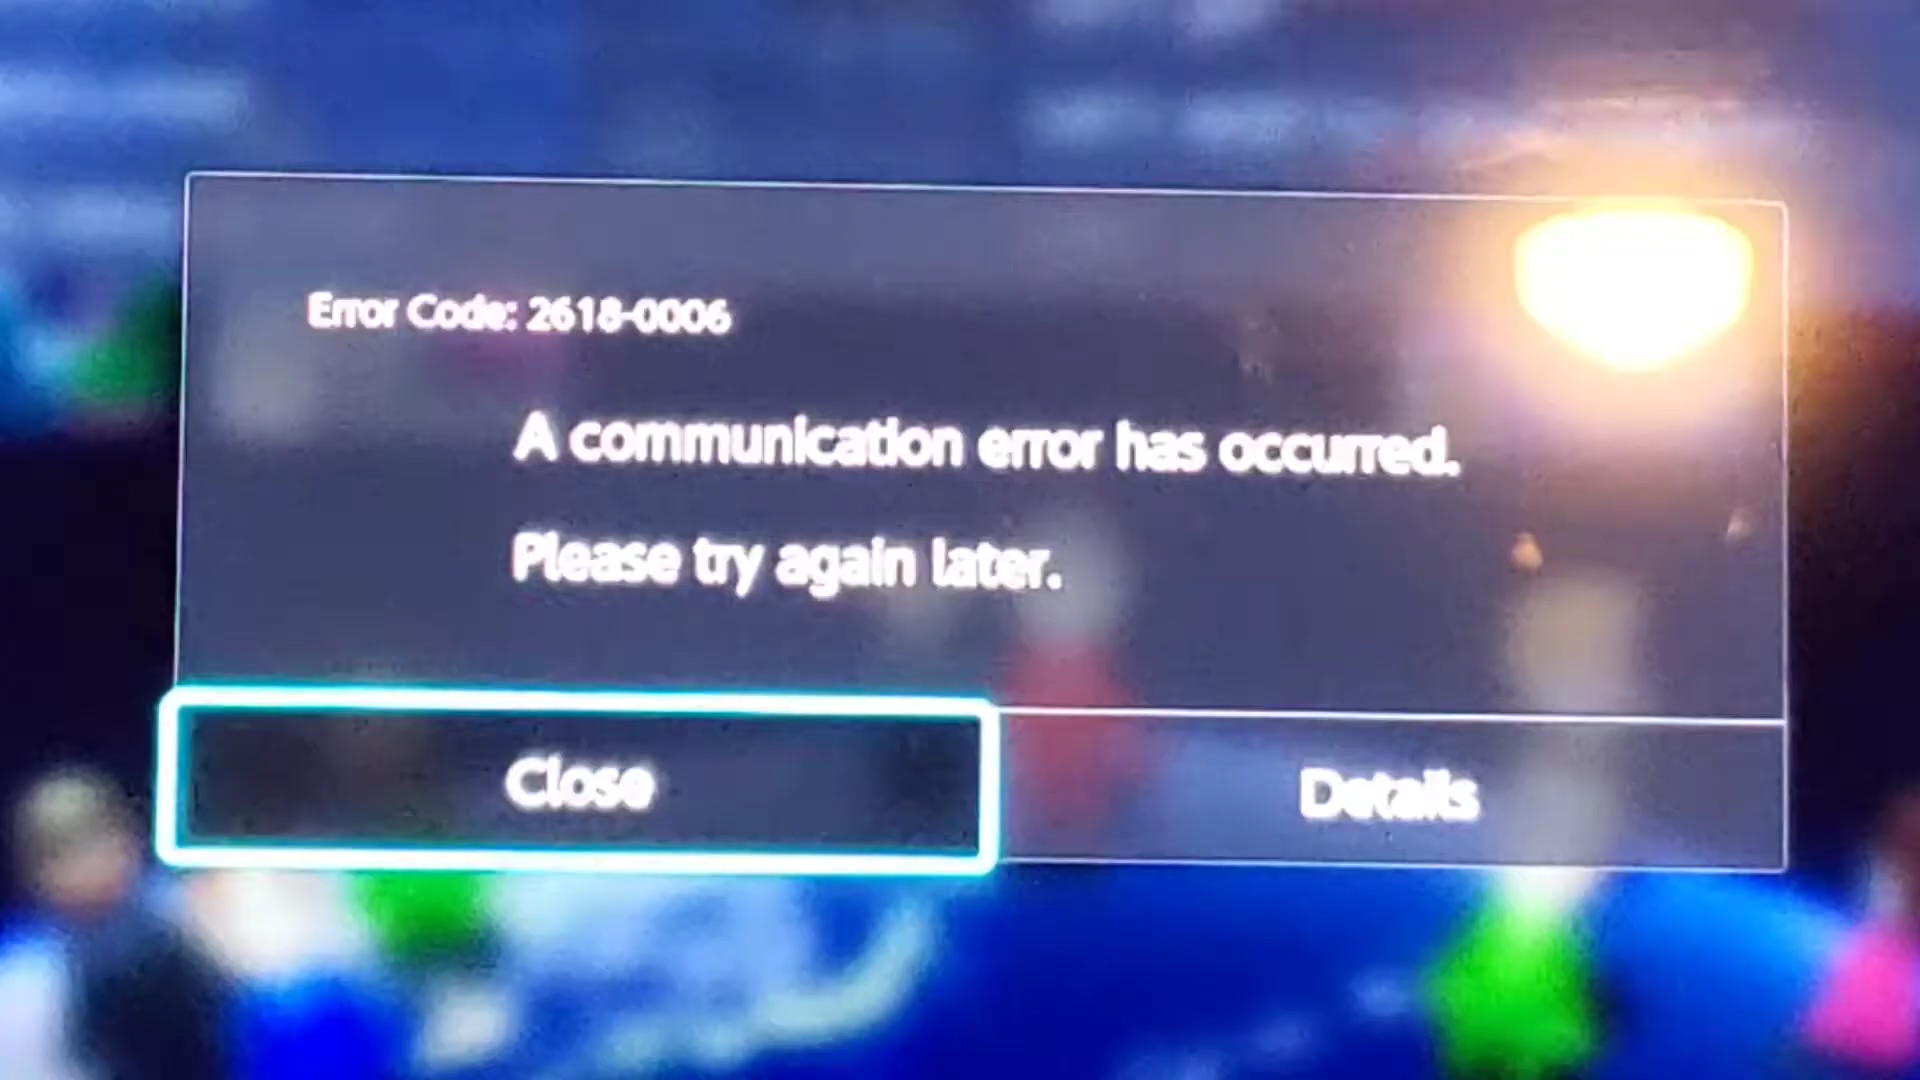 Error Code: 2618-0006
A communication error has occurred.
Please try again later.
Close
Details